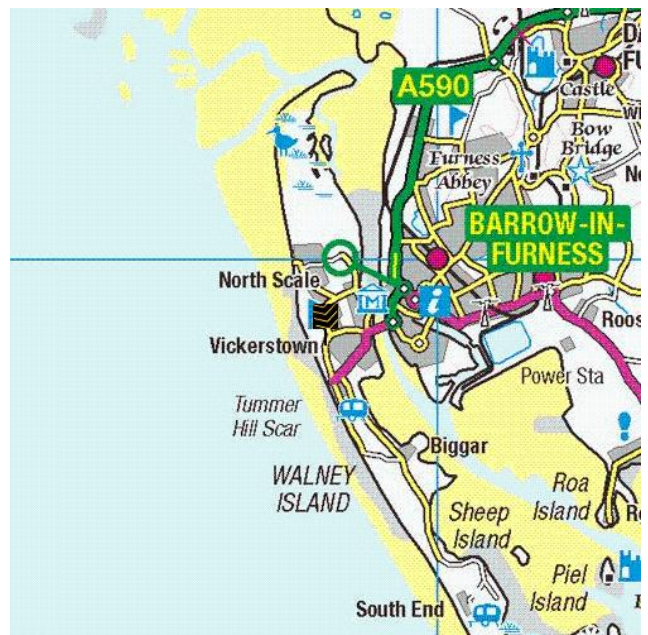 A590
Castle
Bow
Bridge
Furness
Abbey
BARROW-IN-
FURNESS
North Scale
M
i
Vickerstown
Power Sta
Tummer
Hill Scar
Biggar
WALNEY
ISLAND
Roa
Island
Sheep
Island
Piel
Island
South End